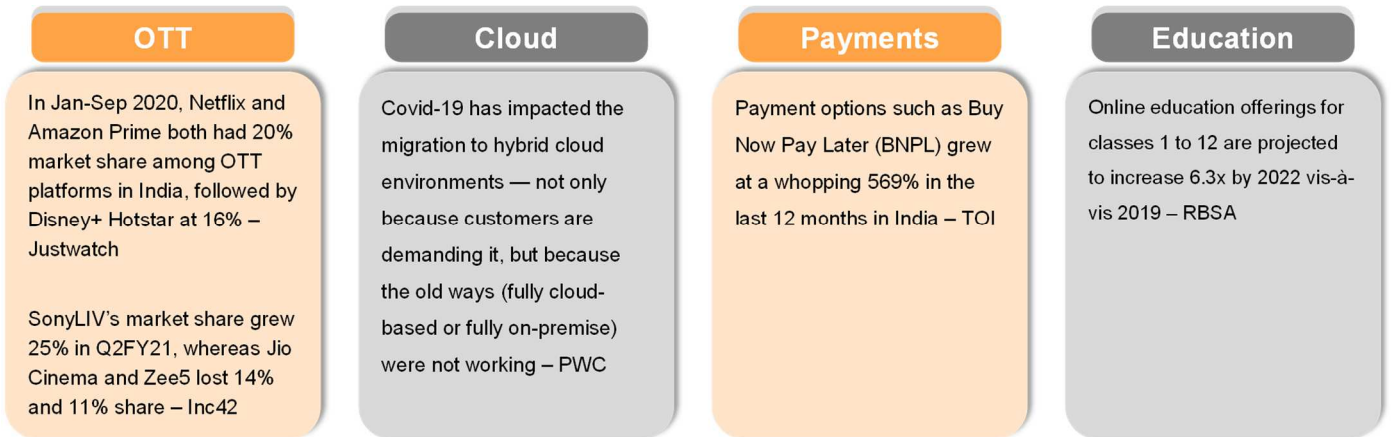 OTT
In Jan-Sep 2020, Netflix and
Amazon Prime both had 20%
market share among OTT
platforms in India, followed by
Disney+ Hotstar at 16% –
Justwatch
SonyLIV’s market share grew
25% in Q2FY21, whereas Jio
Cinema and Zee5 lost 14%
and 11% share – Inc42
Cloud
Covid-19 has impacted the
migration to hybrid cloud
environments — not only
because customers are
demanding it, but because
the old ways (fully cloud-
based or fully on-premise)
were not working – PWC
Payments
Payment options such as Buy
Now Pay Later (BNPL) grew
at a whopping 569% in the
last 12 months in India – TOI
Education
Online education offerings for
classes 1 to 12 are projected
to increase 6.3x by 2022 vis-à-
vis 2019 – RBSA